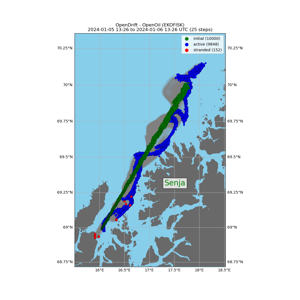 OpenDrift - OpenOil (EKOFISK)
2024-01-05 13:26 to 2024-01-06 13:26 UTC (25 steps)
initial (10000)
active (9848)
stranded (152)
70.25°N 70.25°N
70°N 70°N
69.75°N 69.75°N
69.5°N 69.5°N
69.25°N 69.25°N
Senja
69°N 69°N
68.75°N 68.75°N
16°E 16.5°E 17°E 17.5°E 18°E 18.5°E